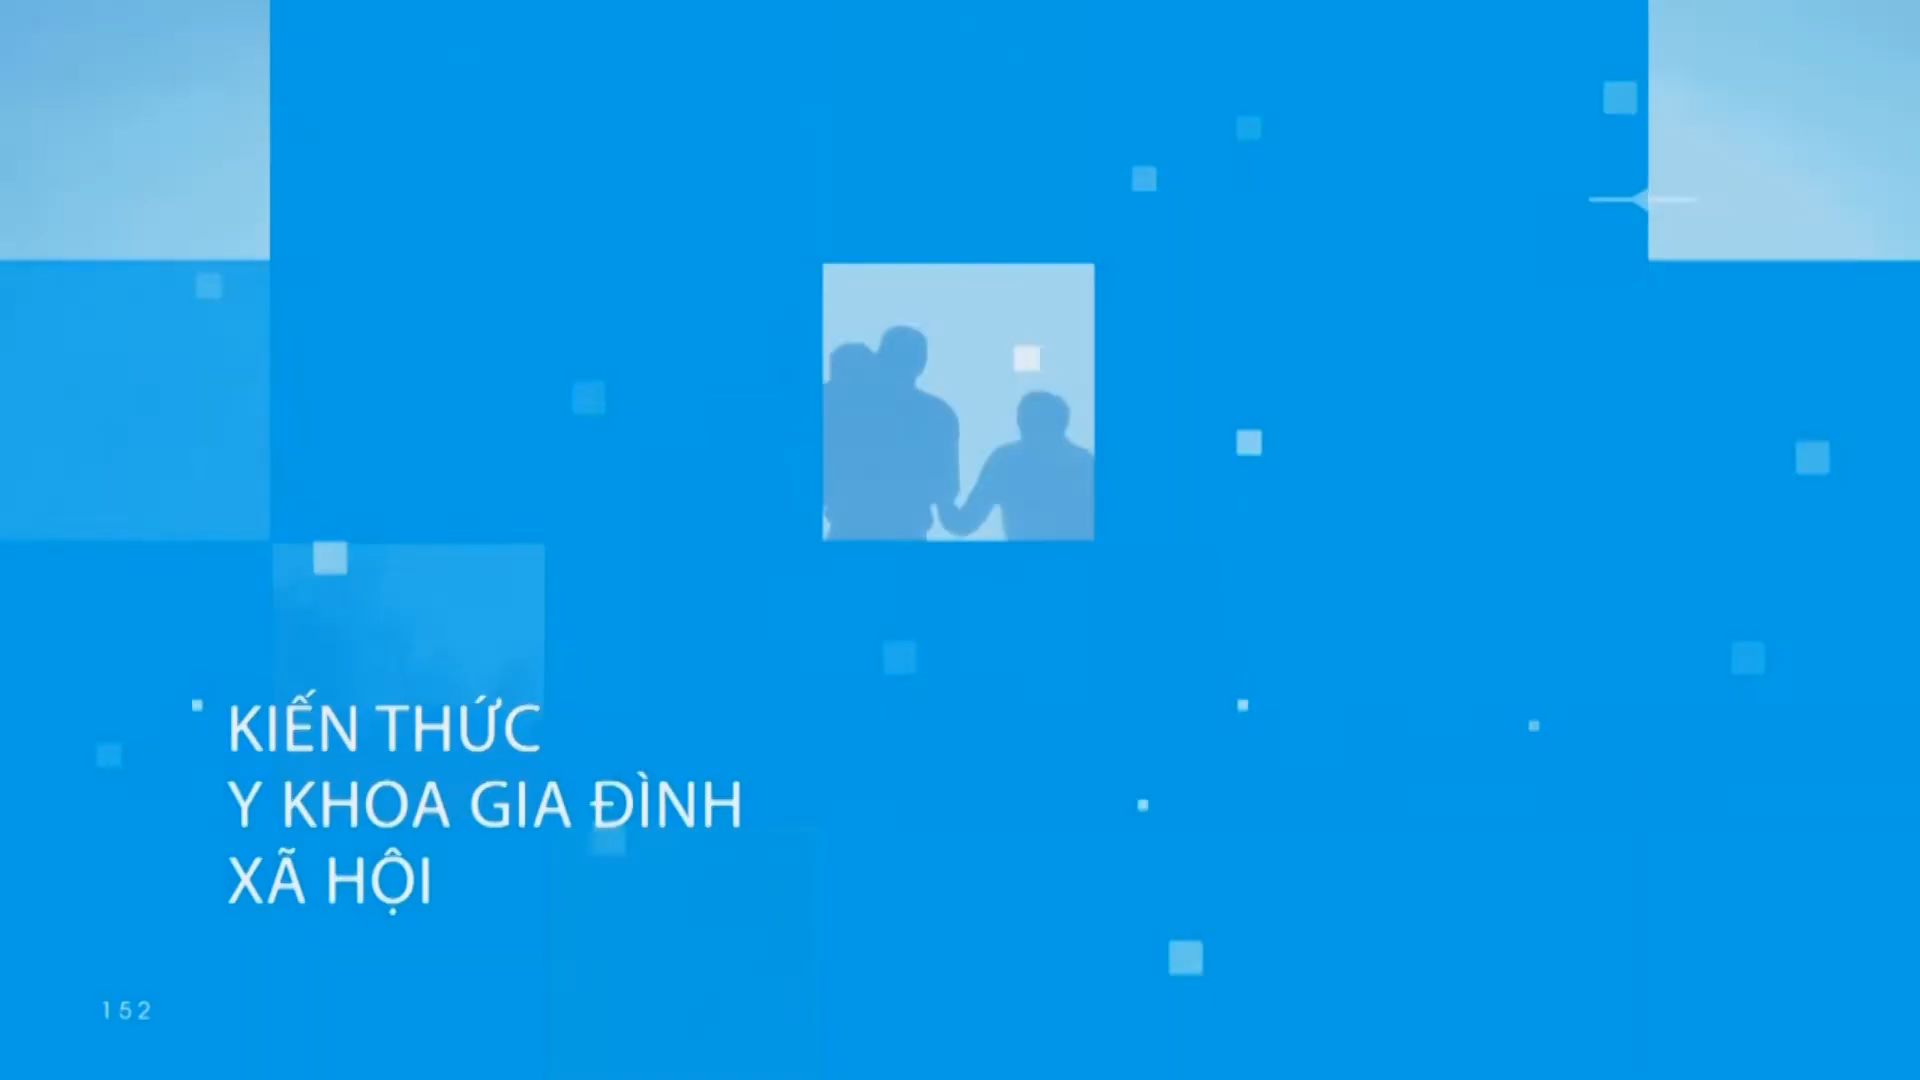 KIẾN THỨC
Y KHOA GIA ĐÌNH
XÃ HỘI
152